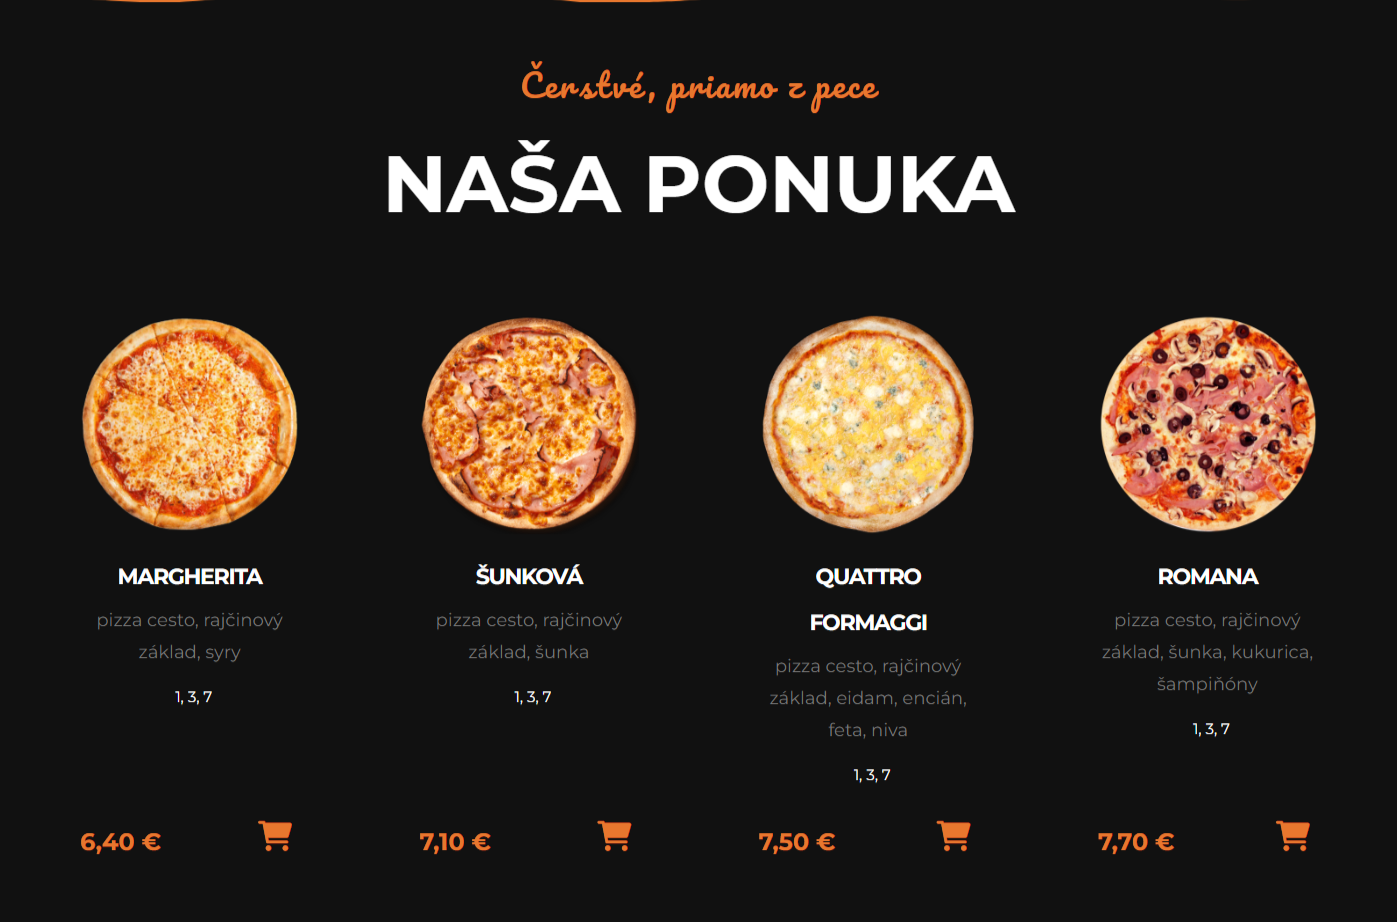 Čerstvé, priamo z pece
NAŠA PONUKA
MARGHERITA
pizza cesto, rajčinový
základ, syry
1, 3, 7
6,40 €
ŠUNKOVÁ
pizza cesto, rajčinový
základ, šunka
1, 3, 7
7,10 €
QUATTRO
FORMAGGI
pizza cesto, rajčinový
základ, eidam, encián,
feta, niva
1, 3, 7
7,50 €
ROMANA
pizza cesto, rajčinový
základ, šunka, kukurica,
šampiňóny
1, 3, 7
7,70 €